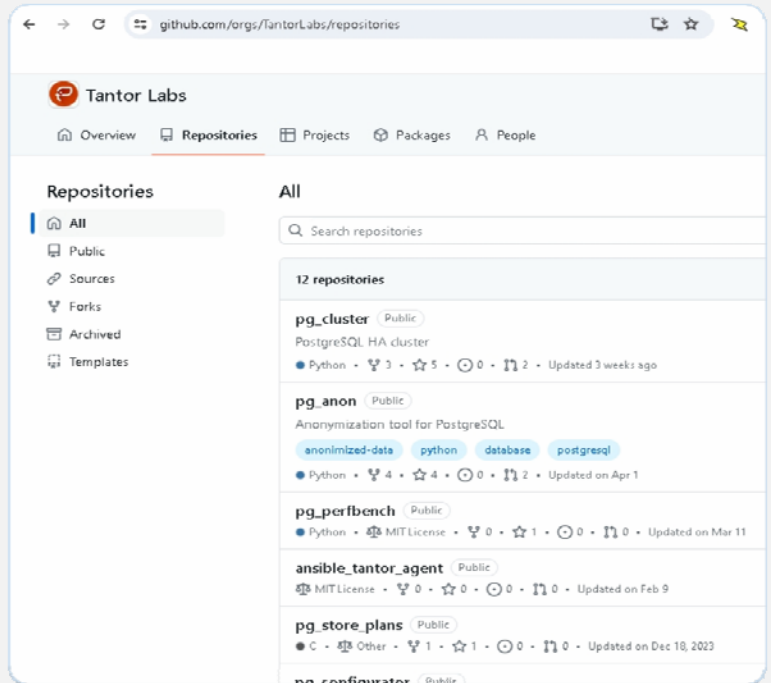 github.com/orgs/TantorLabs/repositories
Tantor Labs
Overview Repositories Projects Packages People
Repositories
All
Public
Sources
Forks
Archived
Templates
All
Search repositories
12 repositories
pg_cluster Public
PostgreSQL HA cluster
Python • 3 • 5 • 0 • 2 • Updated 3 weeks ago
pg_anon Public
Anonymization tool for PostgreSQL
anonimized-data python database postgresql
Python • 4 • 4 • 0 • 2 • Updated on Apr 1
pg_perfbench Public
Python • MIT License • 0 • 1 • 0 • 0 • Updated on Mar 11
ansible_tantor_agent Public
MIT License • 0 • 0 • 0 • 0 • Updated on Feb 9
pg_store_plans Public
C • Other • 1 • 1 • 0 • 0 • Updated on Dec 18, 2023
pg_configurator Public